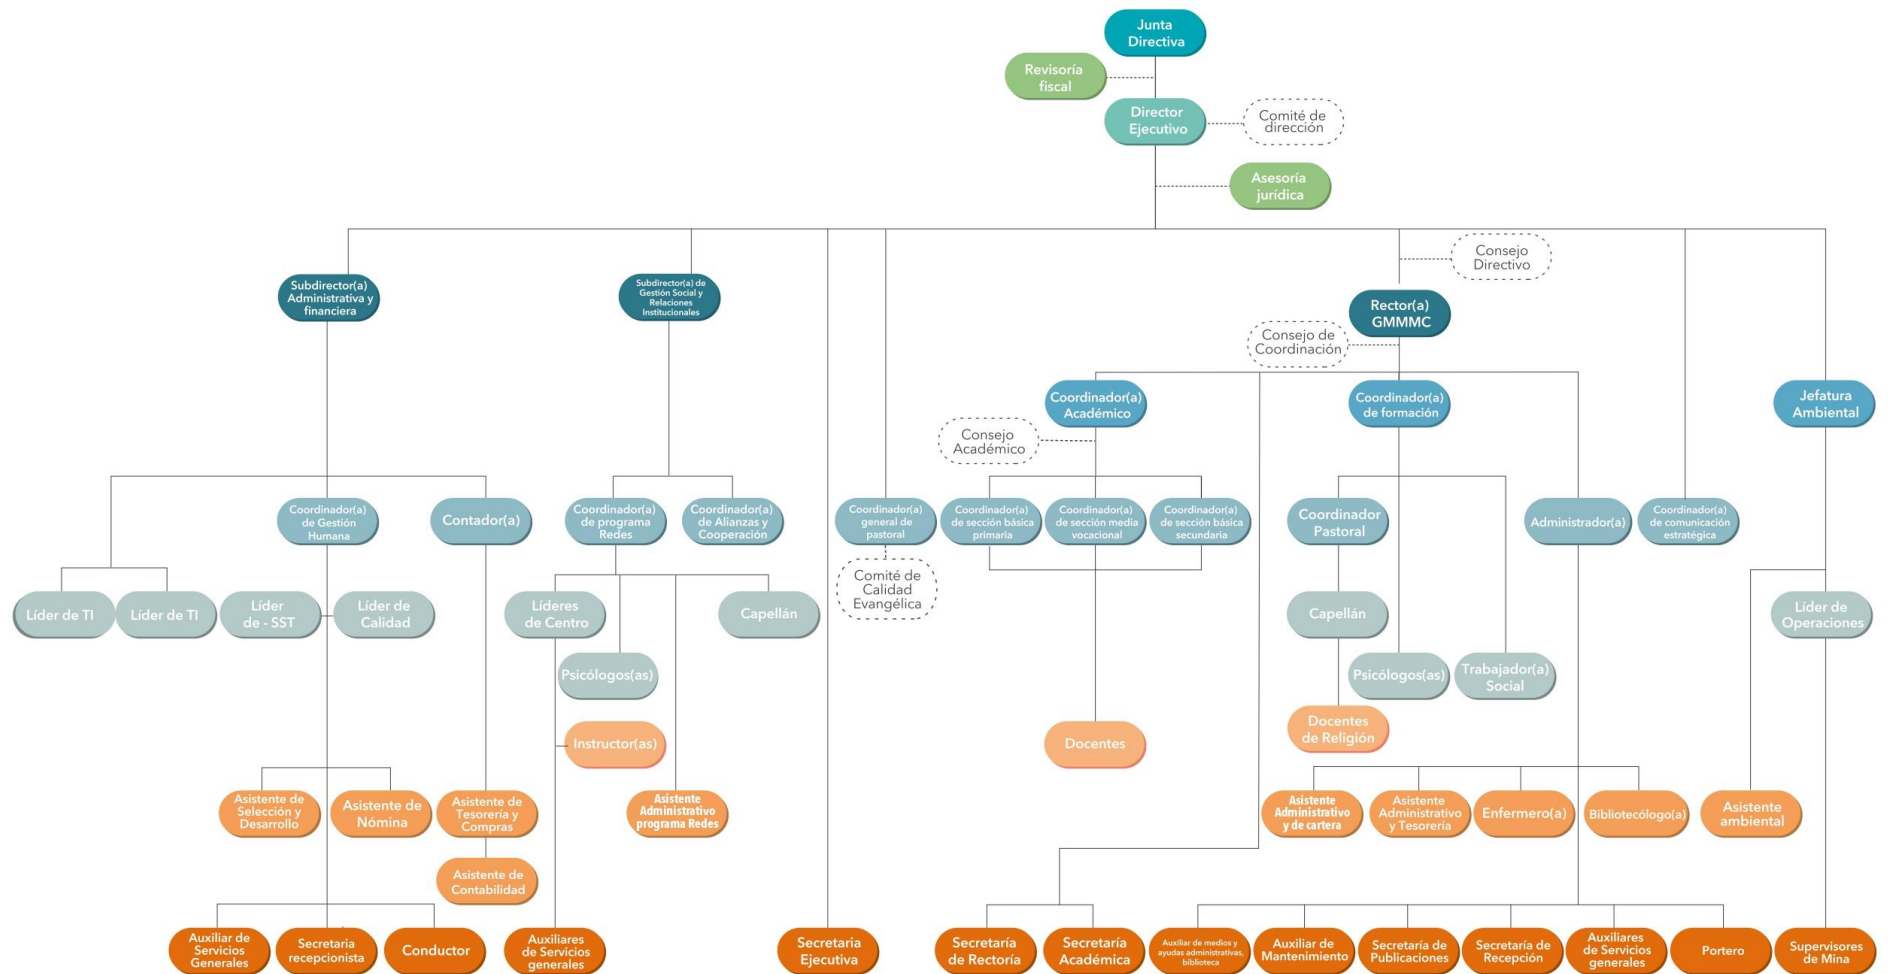 Junta
Directiva
Revisoría
fiscal
Director
Ejecutivo
Comité de
dirección
Asesoría
jurídica
Consejo
Directivo
Subdirector(a)
Administrativa y
financiera
Subdirector(a) de
Gestión Social y
Relaciones
Institucionales
Rector(a)
GMMMC
Consejo de
Coordinación
Coordinador(a)
Académico
Coordinador(a)
de formación
Jefatura
Ambiental
Consejo
Académico
Coordinador(a)
de Gestión
Humana
Contador(a)
Coordinador(a)
de programa
Redes
Coordinador(a)
de Alianzas y
Cooperación
Coordinador(a)
general de
pastoral
Coordinador(a)
de sección básica
primaria
Coordinador(a)
de sección media
vocacional
Coordinador(a)
de sección básica
secundaria
Coordinador
Pastoral
Administrador(a)
Coordinador(a)
de comunicación
estratégica
Comité de
Calidad
Evangélica
Líder de TI
Líder de TI
Líder
de - SST
Líder de
Calidad
Líderes
de Centro
Capellán
Capellán
Líder de
Operaciones
Psicólogos(as)
Psicólogos(as)
Trabajador(a)
Social
Instructor(as)
Docentes
Docentes
de Religión
Asistente de
Selección y
Desarrollo
Asistente de
Nómina
Asistente de
Tesorería y
Compras
Asistente
Administrativo
programa Redes
Asistente
Administrativo
y de cartera
Asistente
Administrativo
y Tesorería
Enfermero(a)
Bibliotecólogo(a)
Asistente
ambiental
Asistente de
Contabilidad
Auxiliar de
Servicios
Generales
Secretaria
recepcionista
Conductor
Auxiliares
de Servicios
generales
Secretaria
Ejecutiva
Secretaría
de Rectoría
Secretaría
Académica
Auxiliar de medios y
ayudas administrativas,
biblioteca
Auxiliar de
Mantenimiento
Secretaría de
Publicaciones
Secretaría de
Recepción
Auxiliares
de Servicios
generales
Portero
Supervisores
de Mina